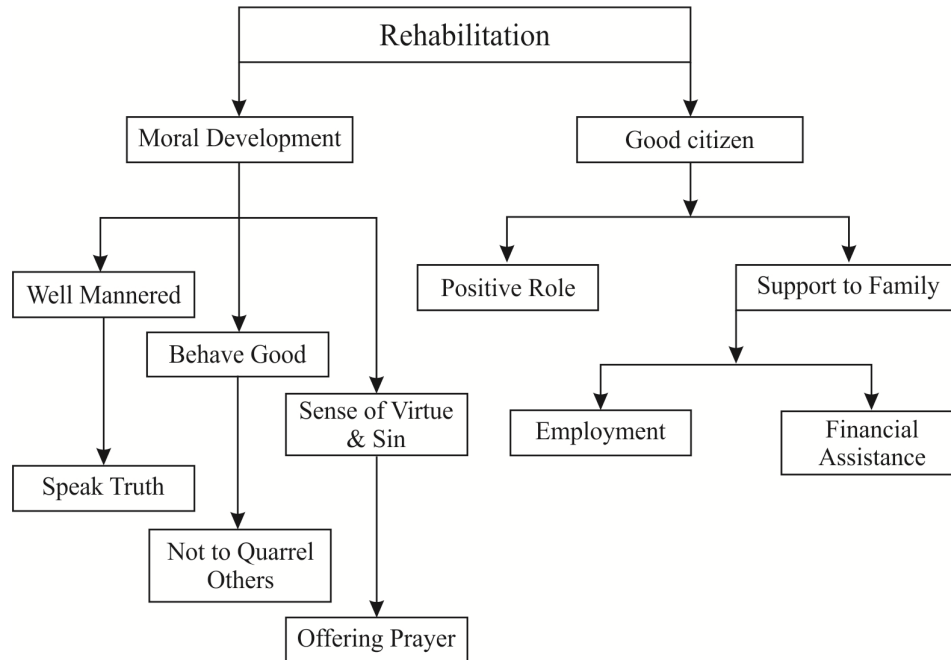 Rehabilitation
Moral Development
Good citizen
Well Mannered
Positive Role
Support to Family
Behave Good
Sense of Virtue
& Sin
Employment
Financial
Assistance
Speak Truth
Not to Quarrel
Others
Offering Prayer